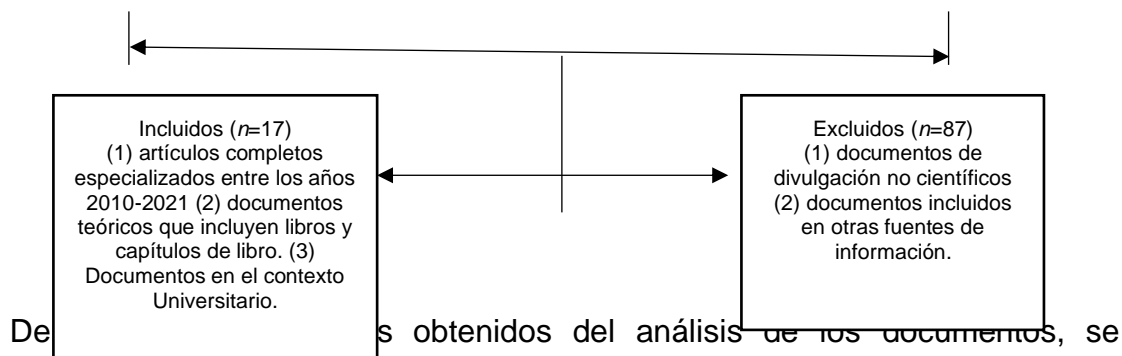 Incluidos (n=17)
(1) artículos completos
especializados entre los años
2010-2021 (2) documentos
teóricos que incluyen libros y
capítulos de libro. (3)
Documentos en el contexto
Universitario.
Excluidos (n=87)
(1) documentos de
divulgación no científicos
(2) documentos incluidos
en otras fuentes de
información.
De s obtenidos del análisis de los documentos, se